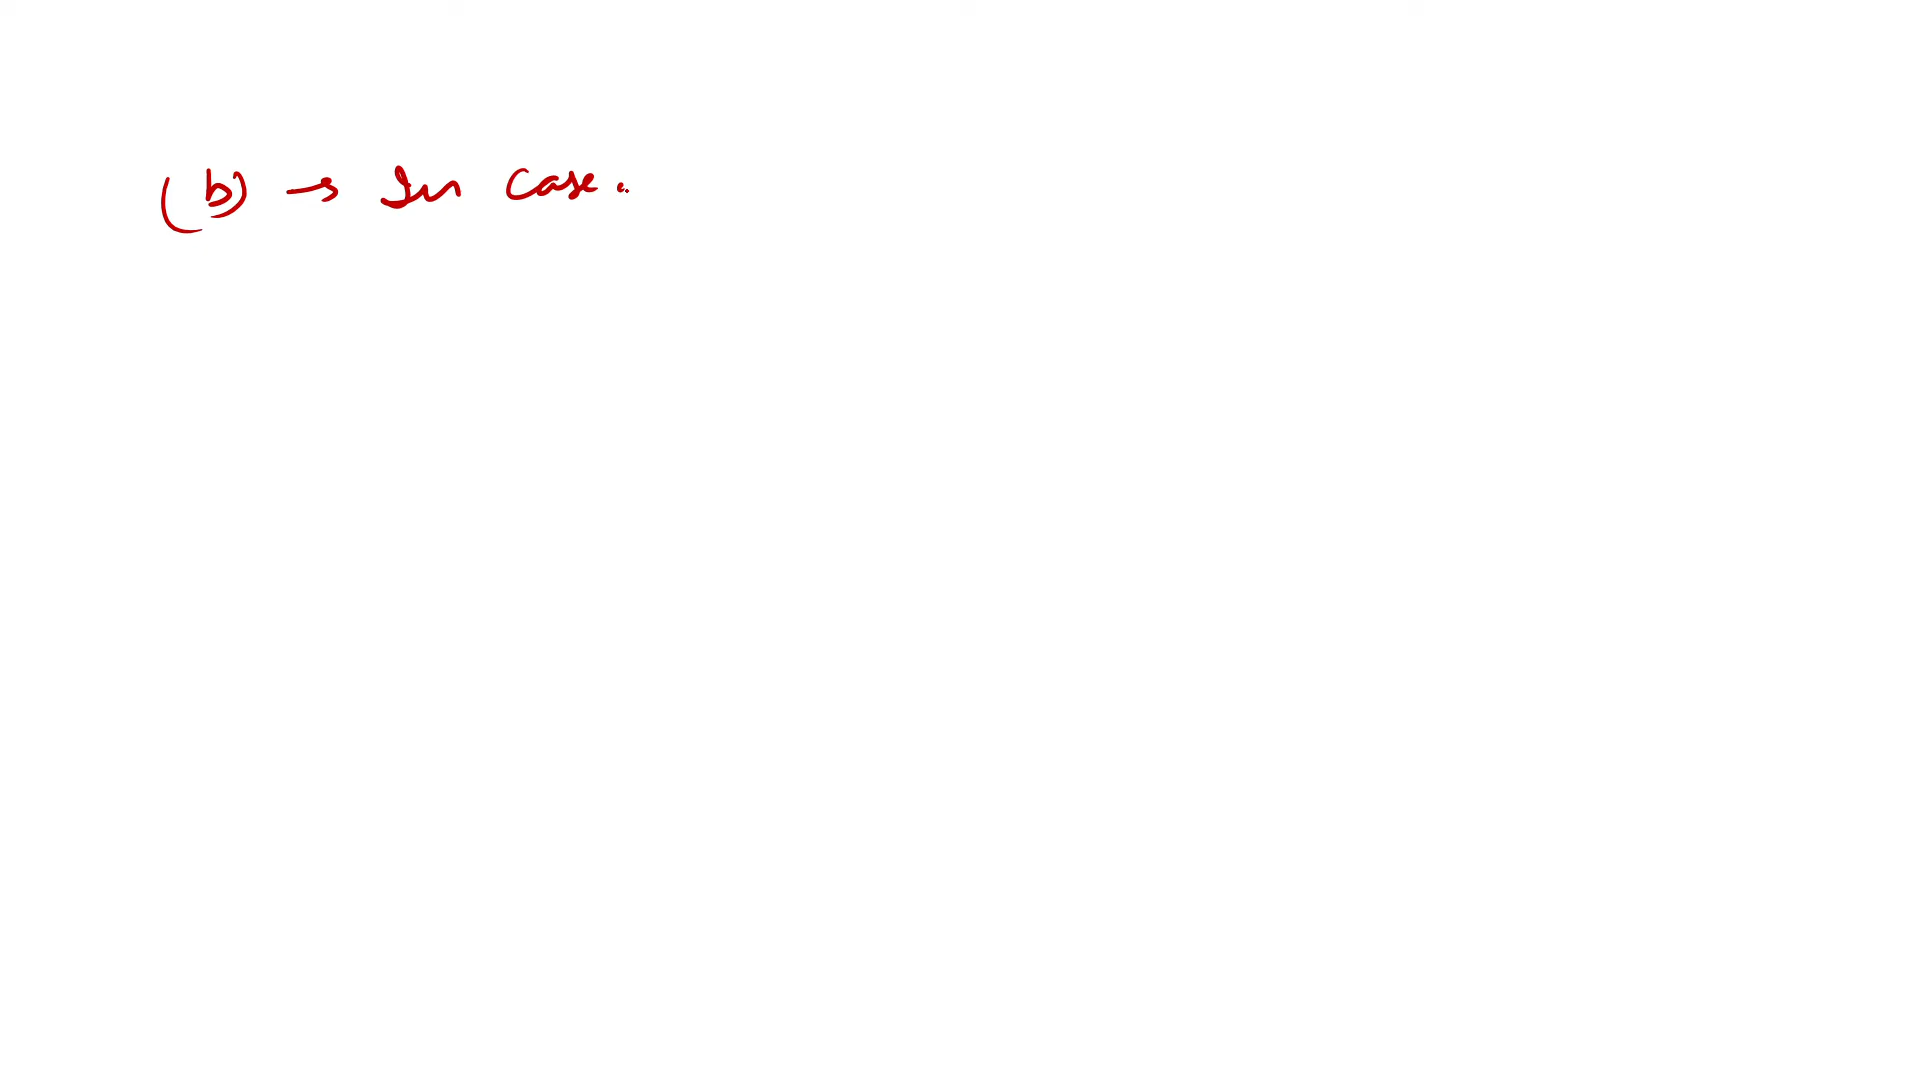 (b) → In case.